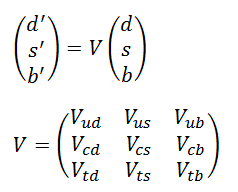 (d′ s′ b′) = V (d s b)
V = (V_ud V_us V_ub
V_cd V_cs V_cb
V_td V_ts V_tb)